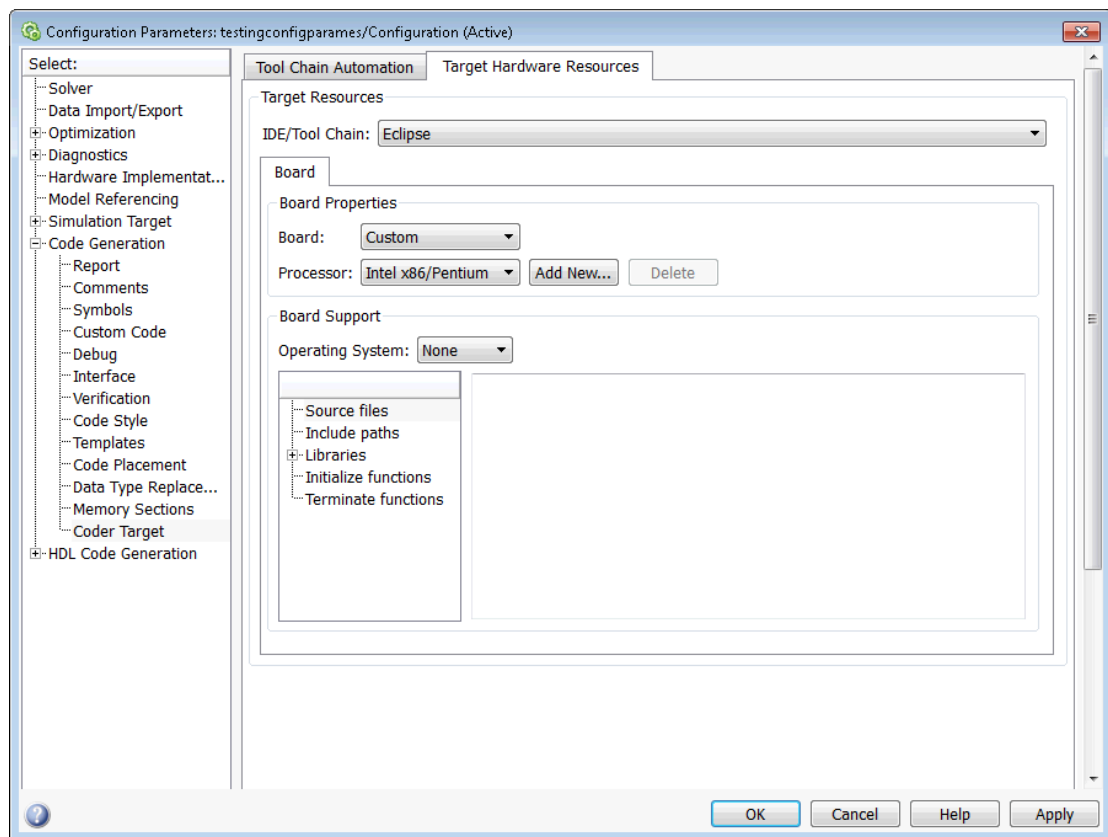 Configuration Parameters: testingconfigparames/Configuration (Active)
Select:
Solver
Data Import/Export
Optimization
Diagnostics
Hardware Implementat...
Model Referencing
Simulation Target
Code Generation
Report
Comments
Symbols
Custom Code
Debug
Interface
Verification
Code Style
Templates
Code Placement
Data Type Replace...
Memory Sections
Coder Target
HDL Code Generation
Tool Chain Automation Target Hardware Resources
Target Resources
IDE/Tool Chain: Eclipse
Board
Board Properties
Board: Custom
Processor: Intel x86/Pentium Add New... Delete
Board Support
Operating System: None
Source files
Include paths
Libraries
Initialize functions
Terminate functions
OK Cancel Help Apply